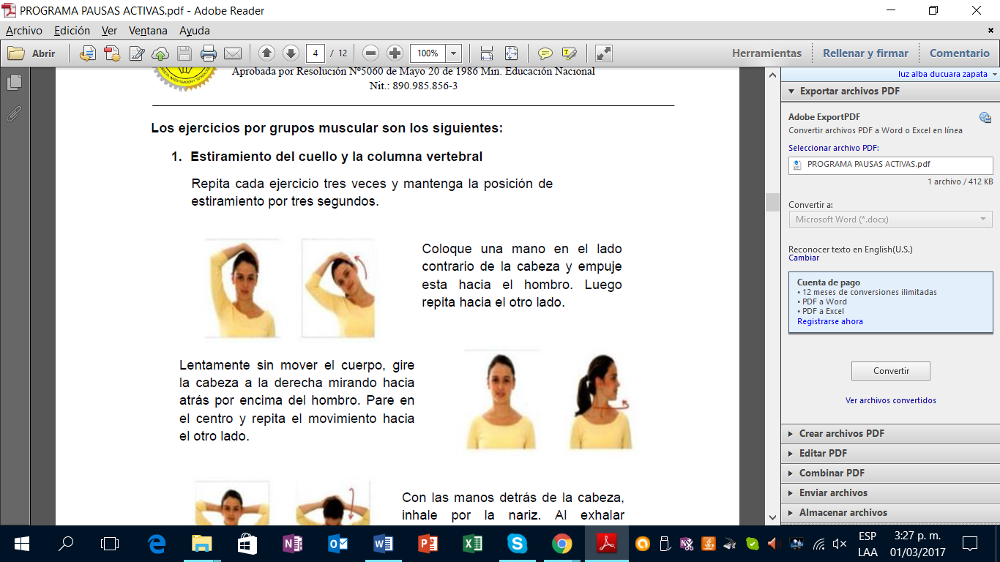 PROGRAMA PAUSAS ACTIVAS.pdf - Adobe Reader
Archivo Edición Ver Ventana Ayuda
Abrir 4 / 12 100% Herramientas Rellenar y firmar Comentario
Aprobada por Resolución Nº5060 de Mayo 20 de 1986 Min. Educación Nacional
Nit.: 890.985.856-3
Los ejercicios por grupos muscular son los siguientes:
1. Estiramiento del cuello y la columna vertebral
Repita cada ejercicio tres veces y mantenga la posición de
estiramiento por tres segundos.
Coloque una mano en el lado
contrario de la cabeza y empuje
esta hacia el hombro. Luego
repita hacia el otro lado.
Lentamente sin mover el cuerpo, gire
la cabeza a la derecha mirando hacia
atrás por encima del hombro. Pare en
el centro y repita el movimiento hacia
el otro lado.
Con las manos detrás de la cabeza,
inhale por la nariz. Al exhalar
luz alba ducuara zapata
Exportar archivos PDF
Adobe ExportPDF
Convertir archivos PDF a Word o Excel en línea
Seleccionar archivo PDF:
PROGRAMA PAUSAS ACTIVAS.pdf
1 archivo / 412 KB
Convertir a:
Microsoft Word (*.docx)
Reconocer texto en English(U.S.)
Cambiar
Cuenta de pago
• 12 meses de conversiones ilimitadas
• PDF a Word
• PDF a Excel
Registrarse ahora
Convertir
Ver archivos convertidos
Crear archivos PDF
Editar PDF
Combinar PDF
Enviar archivos
Almacenar archivos
ESP 3:27 p. m.
LAA 01/03/2017